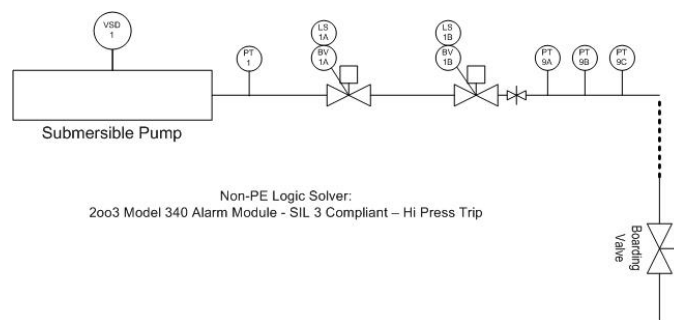 VSD
1
PT
1
LS
1A
BV
1A
LS
1B
BV
1B
PT
9A
PT
9B
PT
9C
Submersible Pump
Non-PE Logic Solver:
2oo3 Model 340 Alarm Module - SIL 3 Compliant – Hi Press Trip
Boarding
Valve